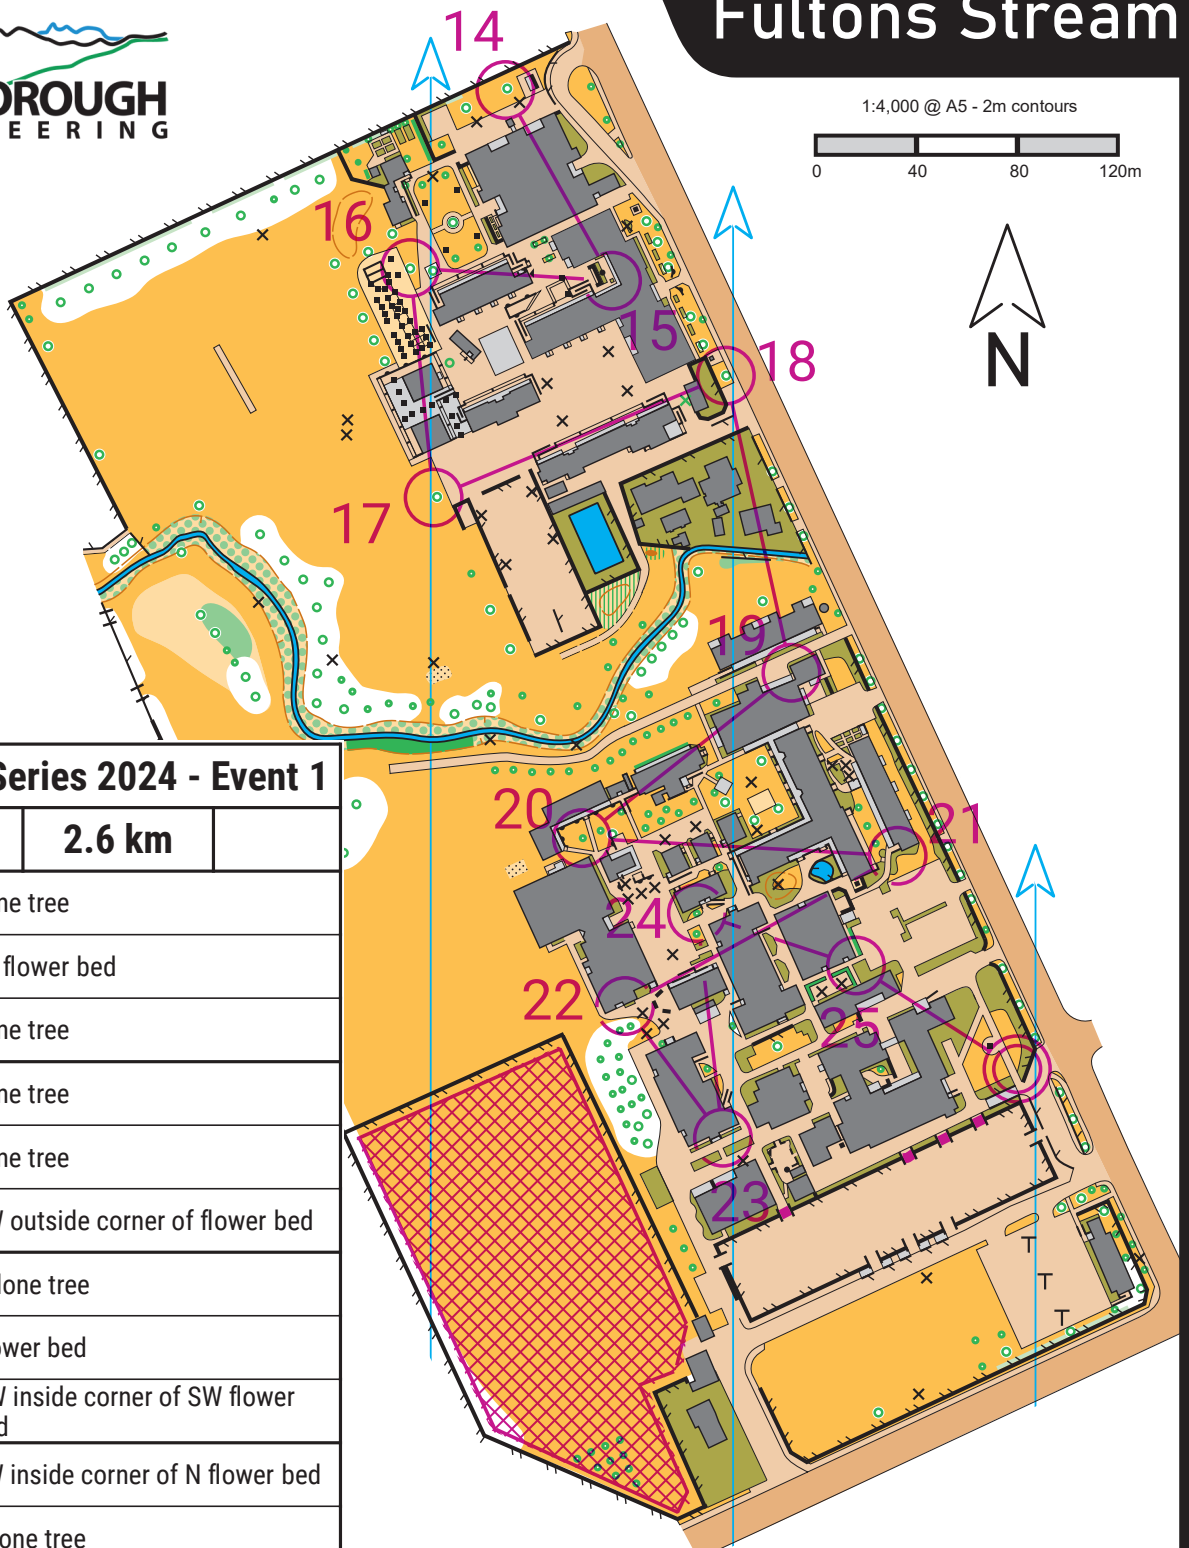 Fultons Stream
OROUGH
EERING
1:4,000 @ A5 - 2m contours
0 40 80 120m
N
14
16
15
18
17
19
20
21
24
22
25
23
Series 2024 - Event 1
2.6 km
ne tree
flower bed
ne tree
ne tree
ne tree
outside corner of flower bed
lone tree
wer bed
inside corner of SW flower
d
inside corner of N flower bed
one tree